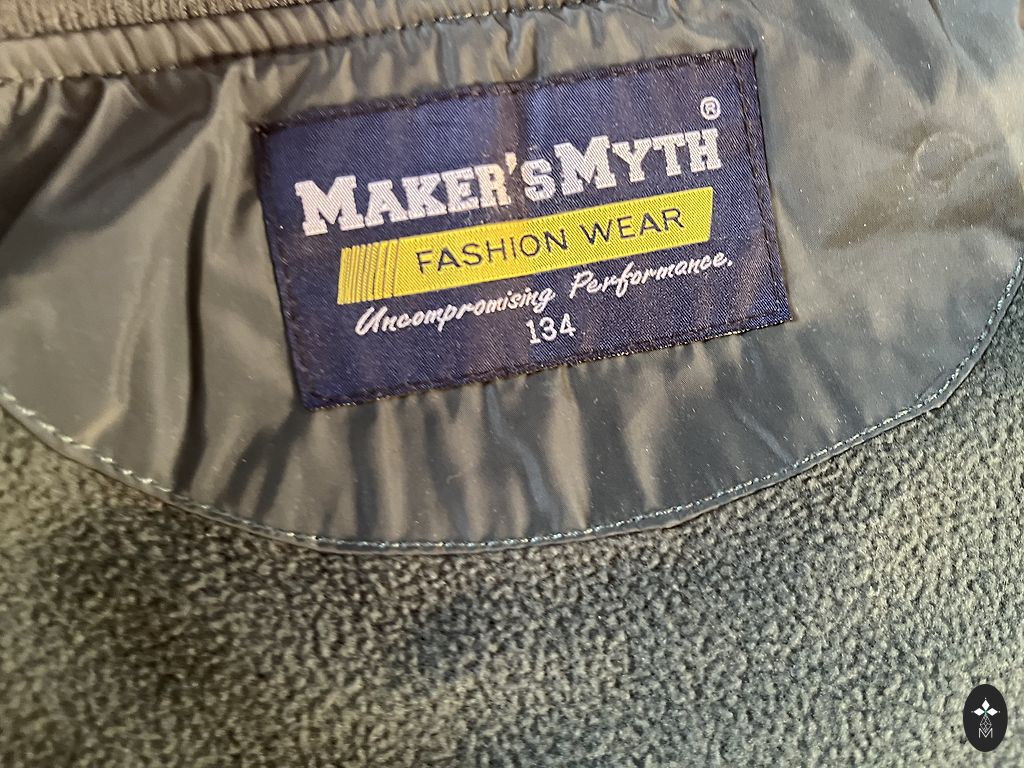 ®
MAKER'SMYTH
FASHION WEAR
Uncompromising Performance.
134
M